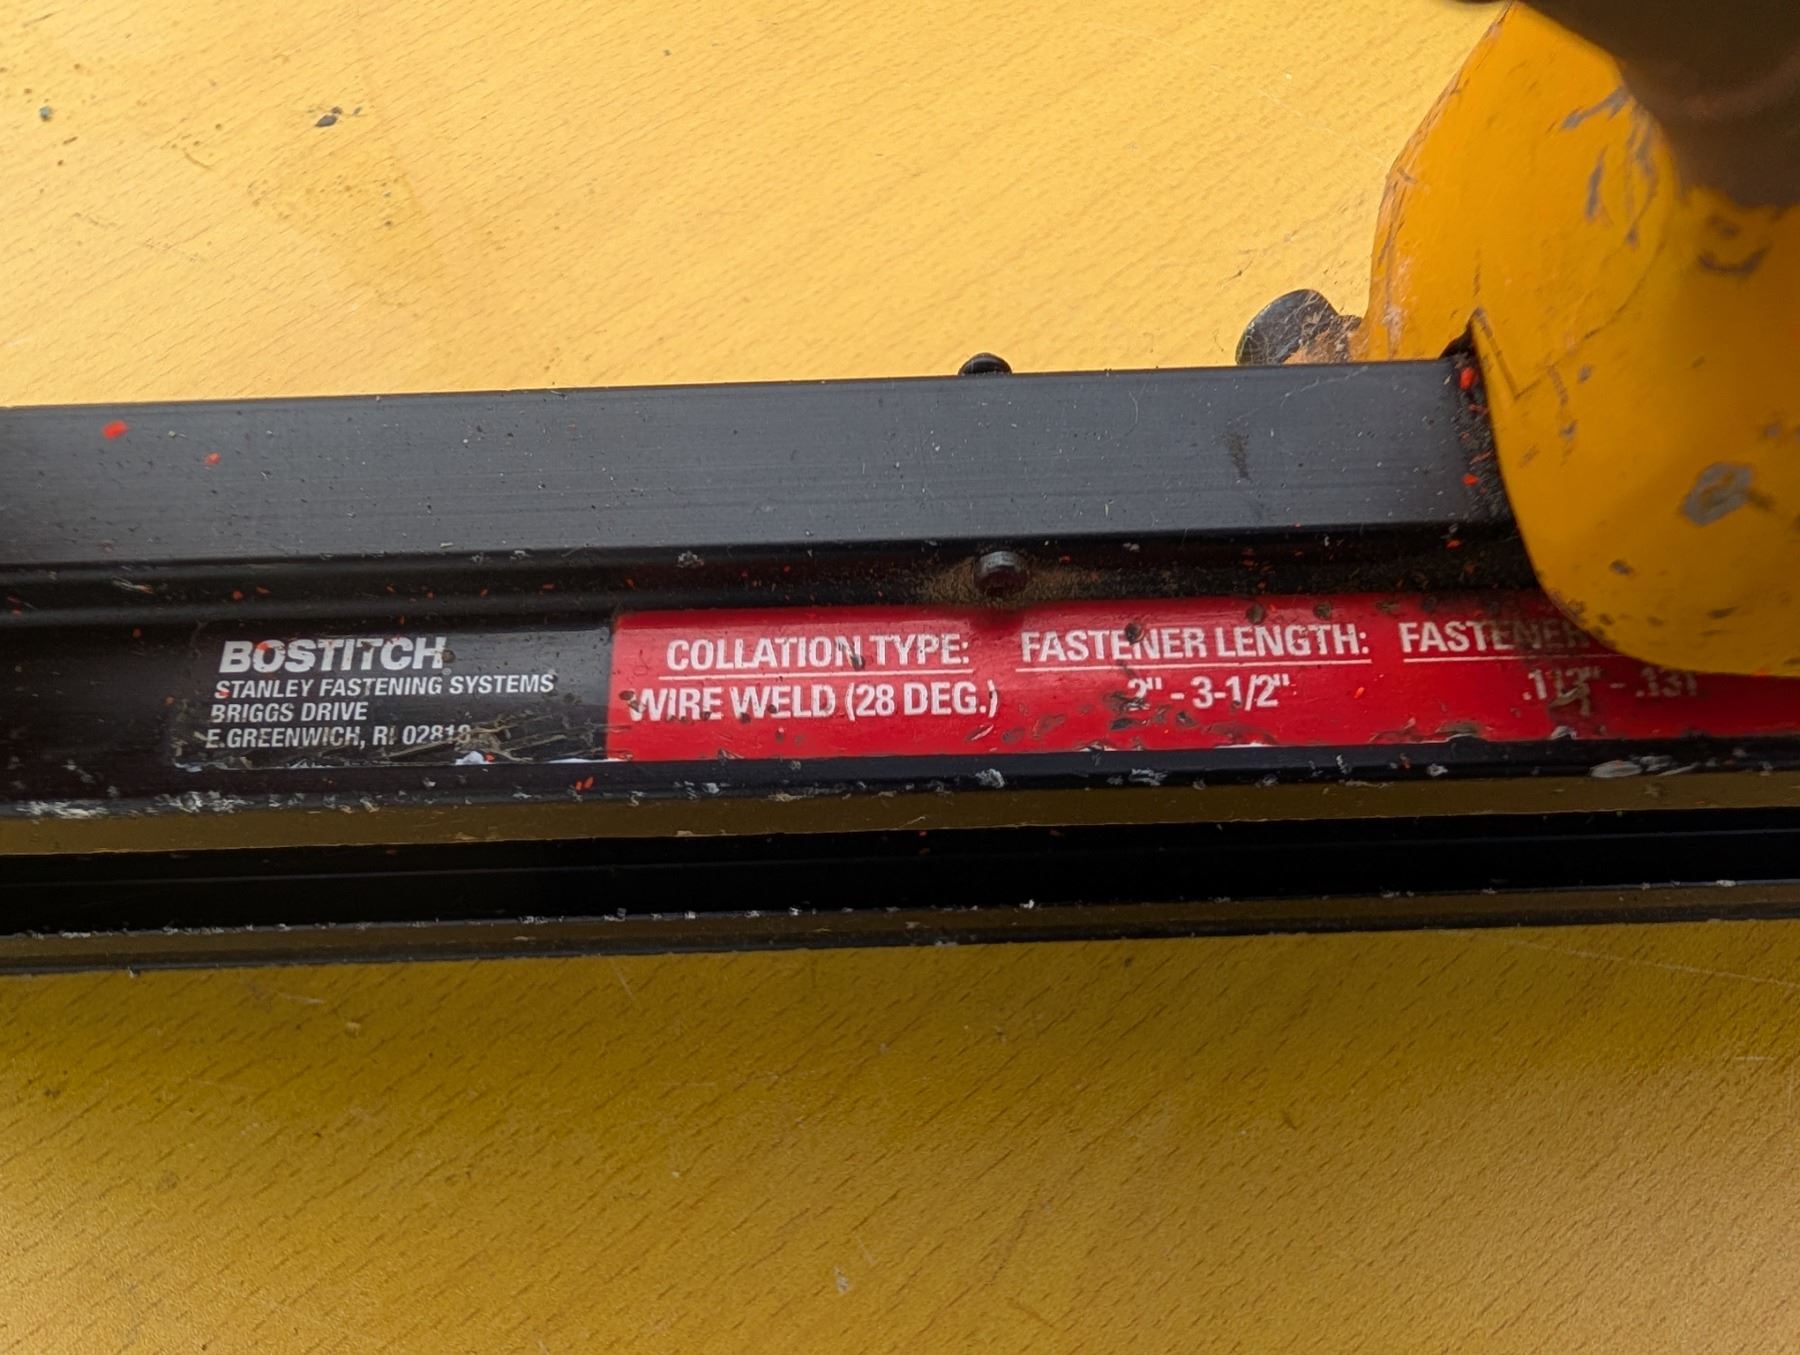 BOSTITCH
STANLEY FASTENING SYSTEMS
BRIGGS DRIVE
E.GREENWICH, RI 02818
COLLATION TYPE:
WIRE WELD (28 DEG.)
FASTENER LENGTH:
2" - 3-1/2"
FASTENER